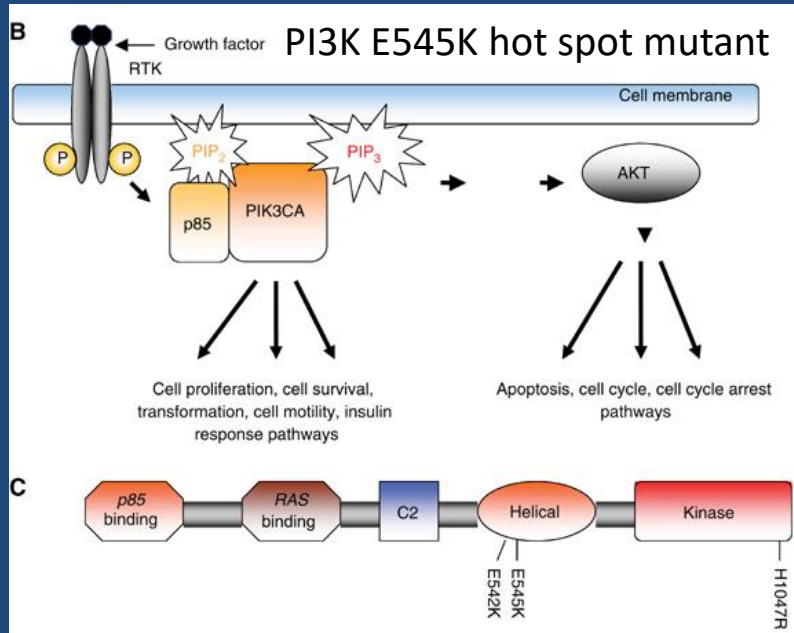 B
PI3K E545K hot spot mutant
Growth factor
RTK
Cell membrane
P
P
PIP2
PIP3
p85
PIK3CA
AKT
Cell proliferation, cell survival,
transformation, cell motility, insulin
response pathways
Apoptosis, cell cycle, cell cycle arrest
pathways
C
p85
binding
RAS
binding
C2
Helical
Kinase
E542K
E545K
H1047R